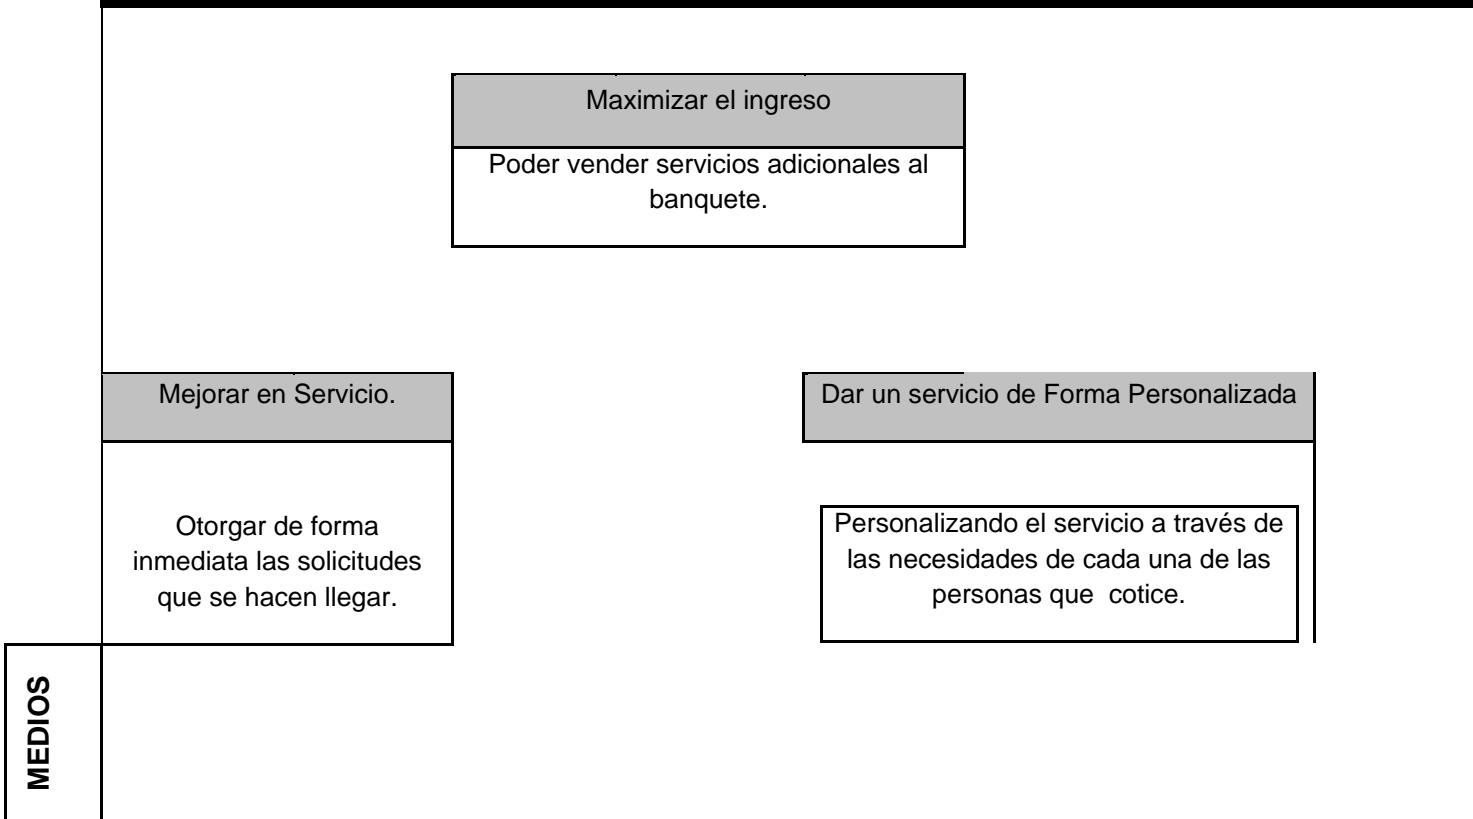 Maximizar el ingreso
Poder vender servicios adicionales al
banquete.
Mejorar en Servicio.
Otorgar de forma
inmediata las solicitudes
que se hacen llegar.
Dar un servicio de Forma Personalizada
Personalizando el servicio a través de
las necesidades de cada una de las
personas que  cotice.
MEDIOS